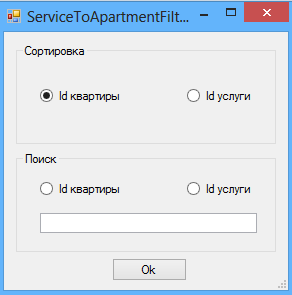 ServiceToApartmentFilt...
Сортировка
Id квартиры Id услуги
Поиск
Id квартиры Id услуги
Ok